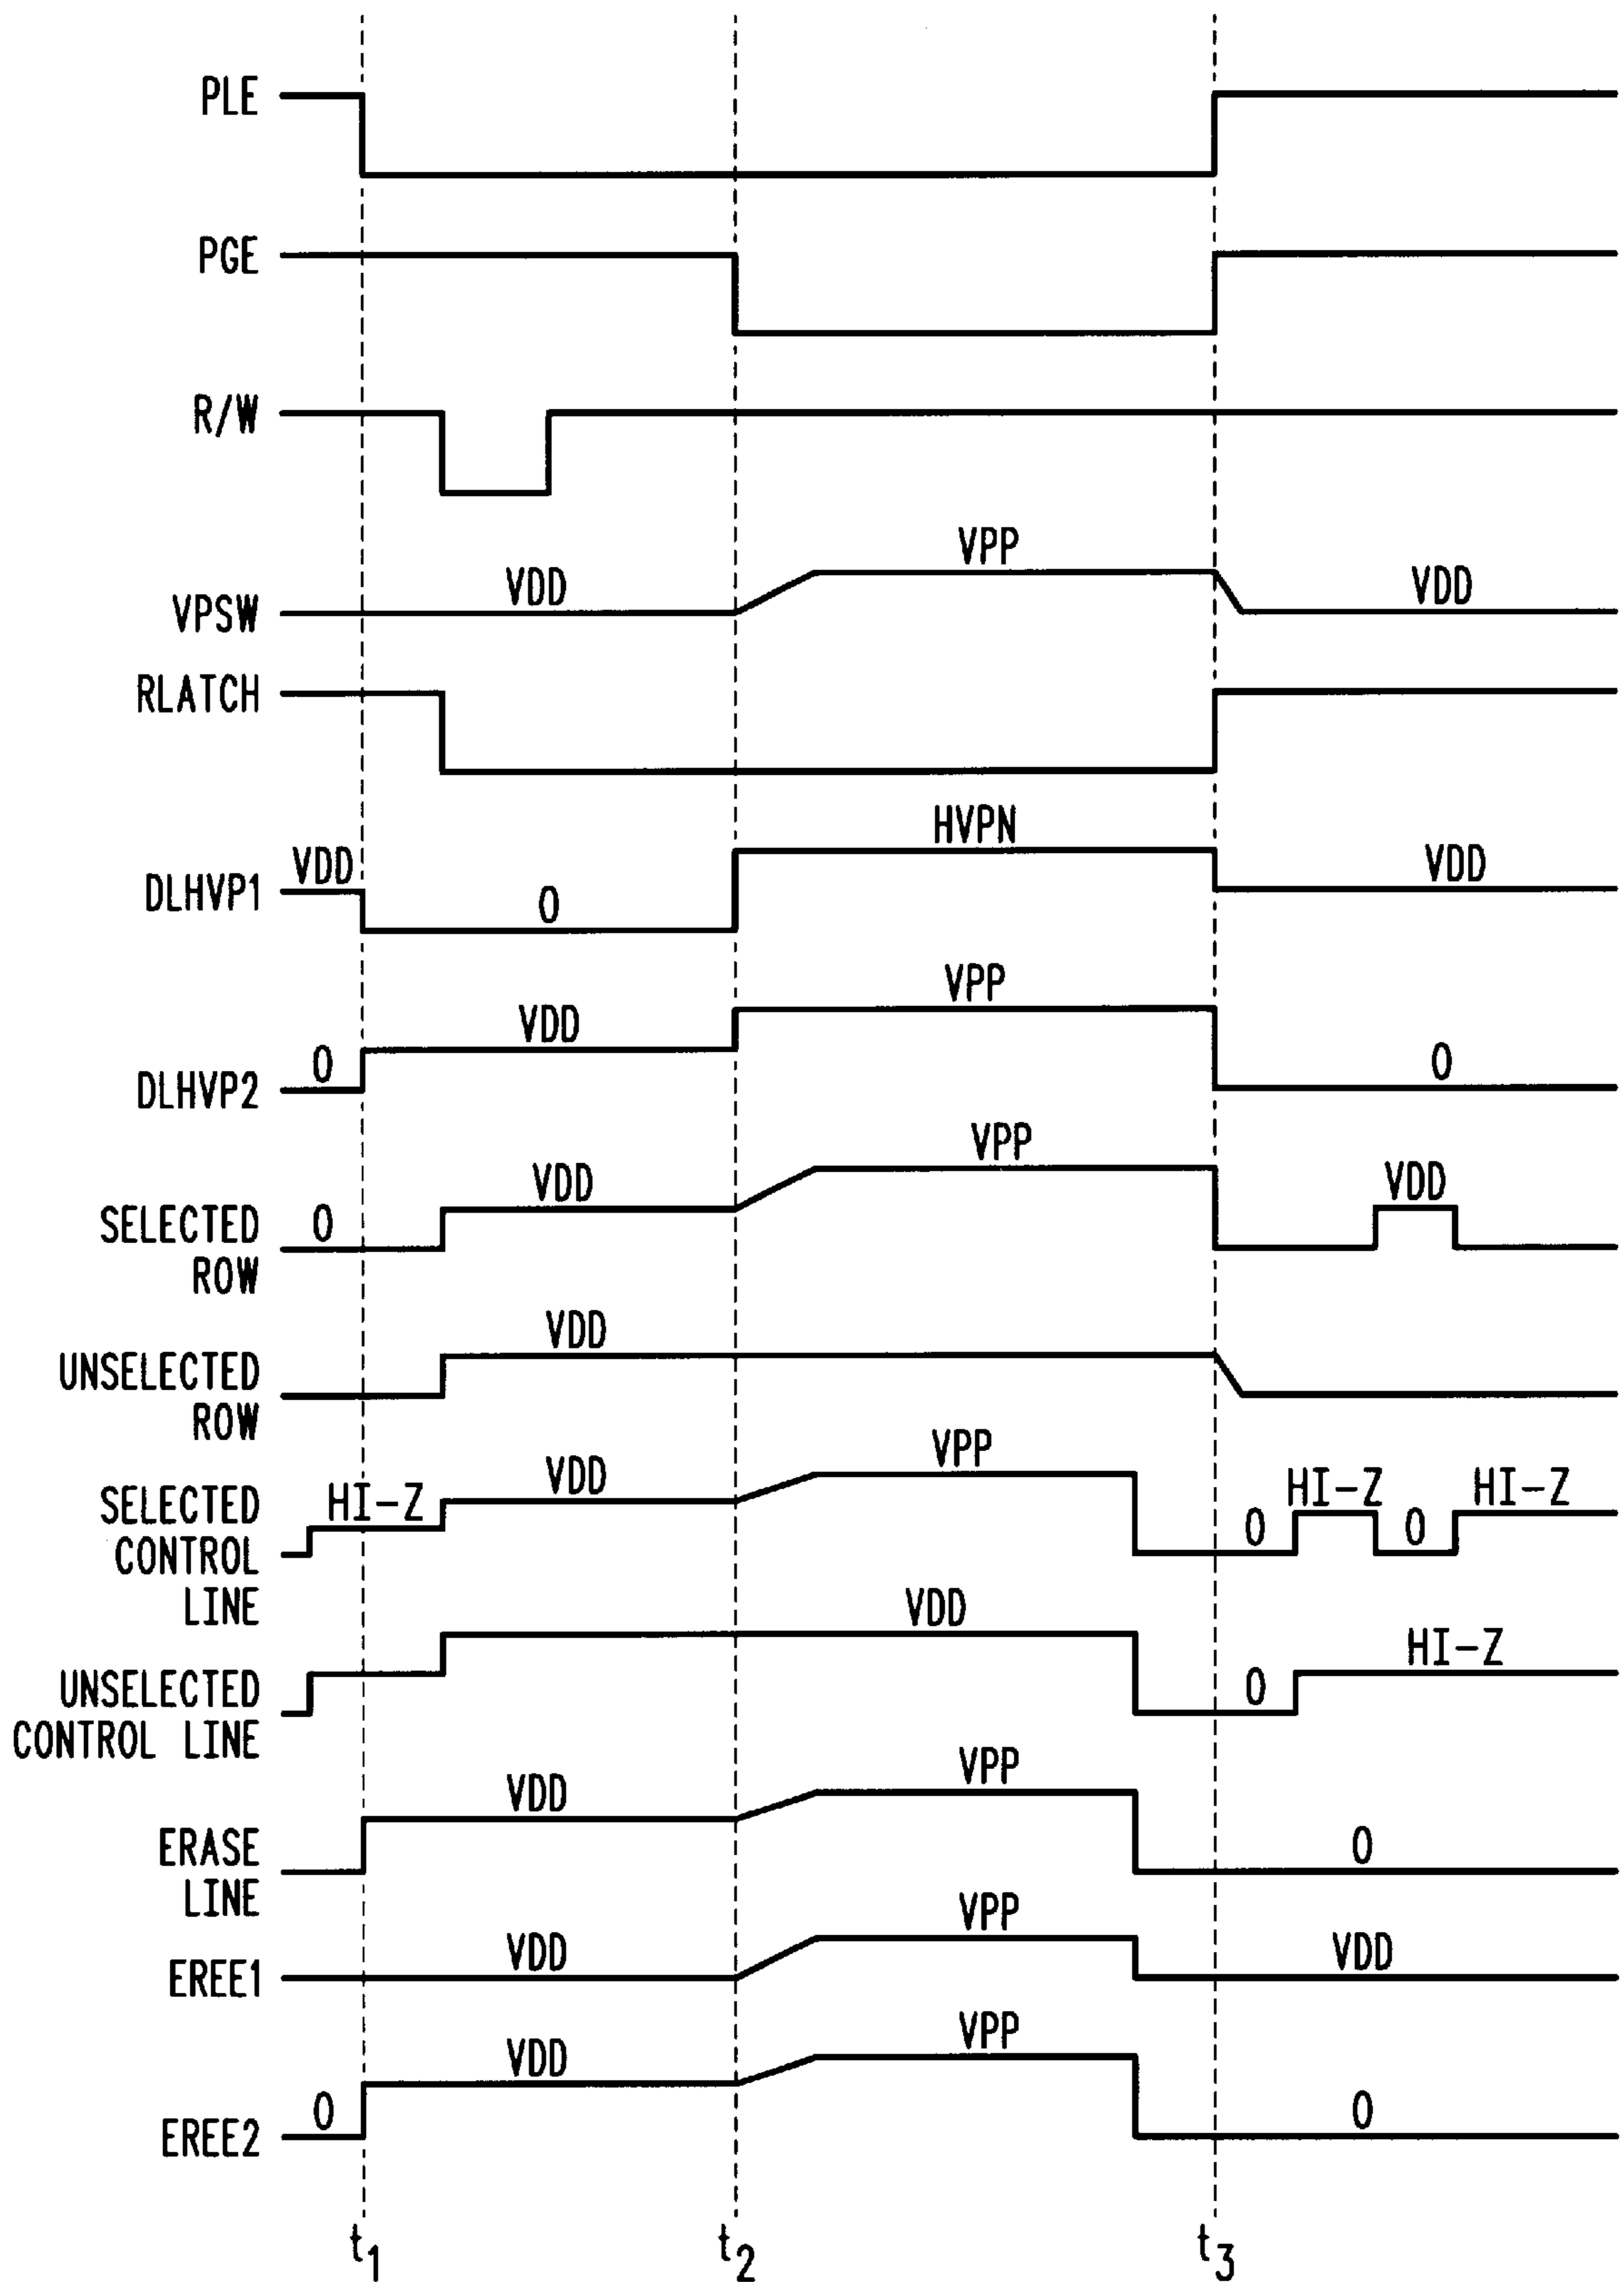 PLE
PGE
R/W
VPP
VDD
VDD
VPSW
RLATCH
HVPN
VDD
VDD
DLHVP1
0
VPP
VDD
0
0
DLHVP2
VPP
VDD
VDD
SELECTED
ROW
0
VDD
UNSELECTED
ROW
VPP
VDD
HI-Z
HI-Z
HI-Z
SELECTED
CONTROL
LINE
0
0
VDD
HI-Z
UNSELECTED
CONTROL LINE
0
VPP
VDD
ERASE
LINE
0
VPP
VDD
VDD
EREE1
VPP
VDD
0
0
EREE2
t1
t2
t3